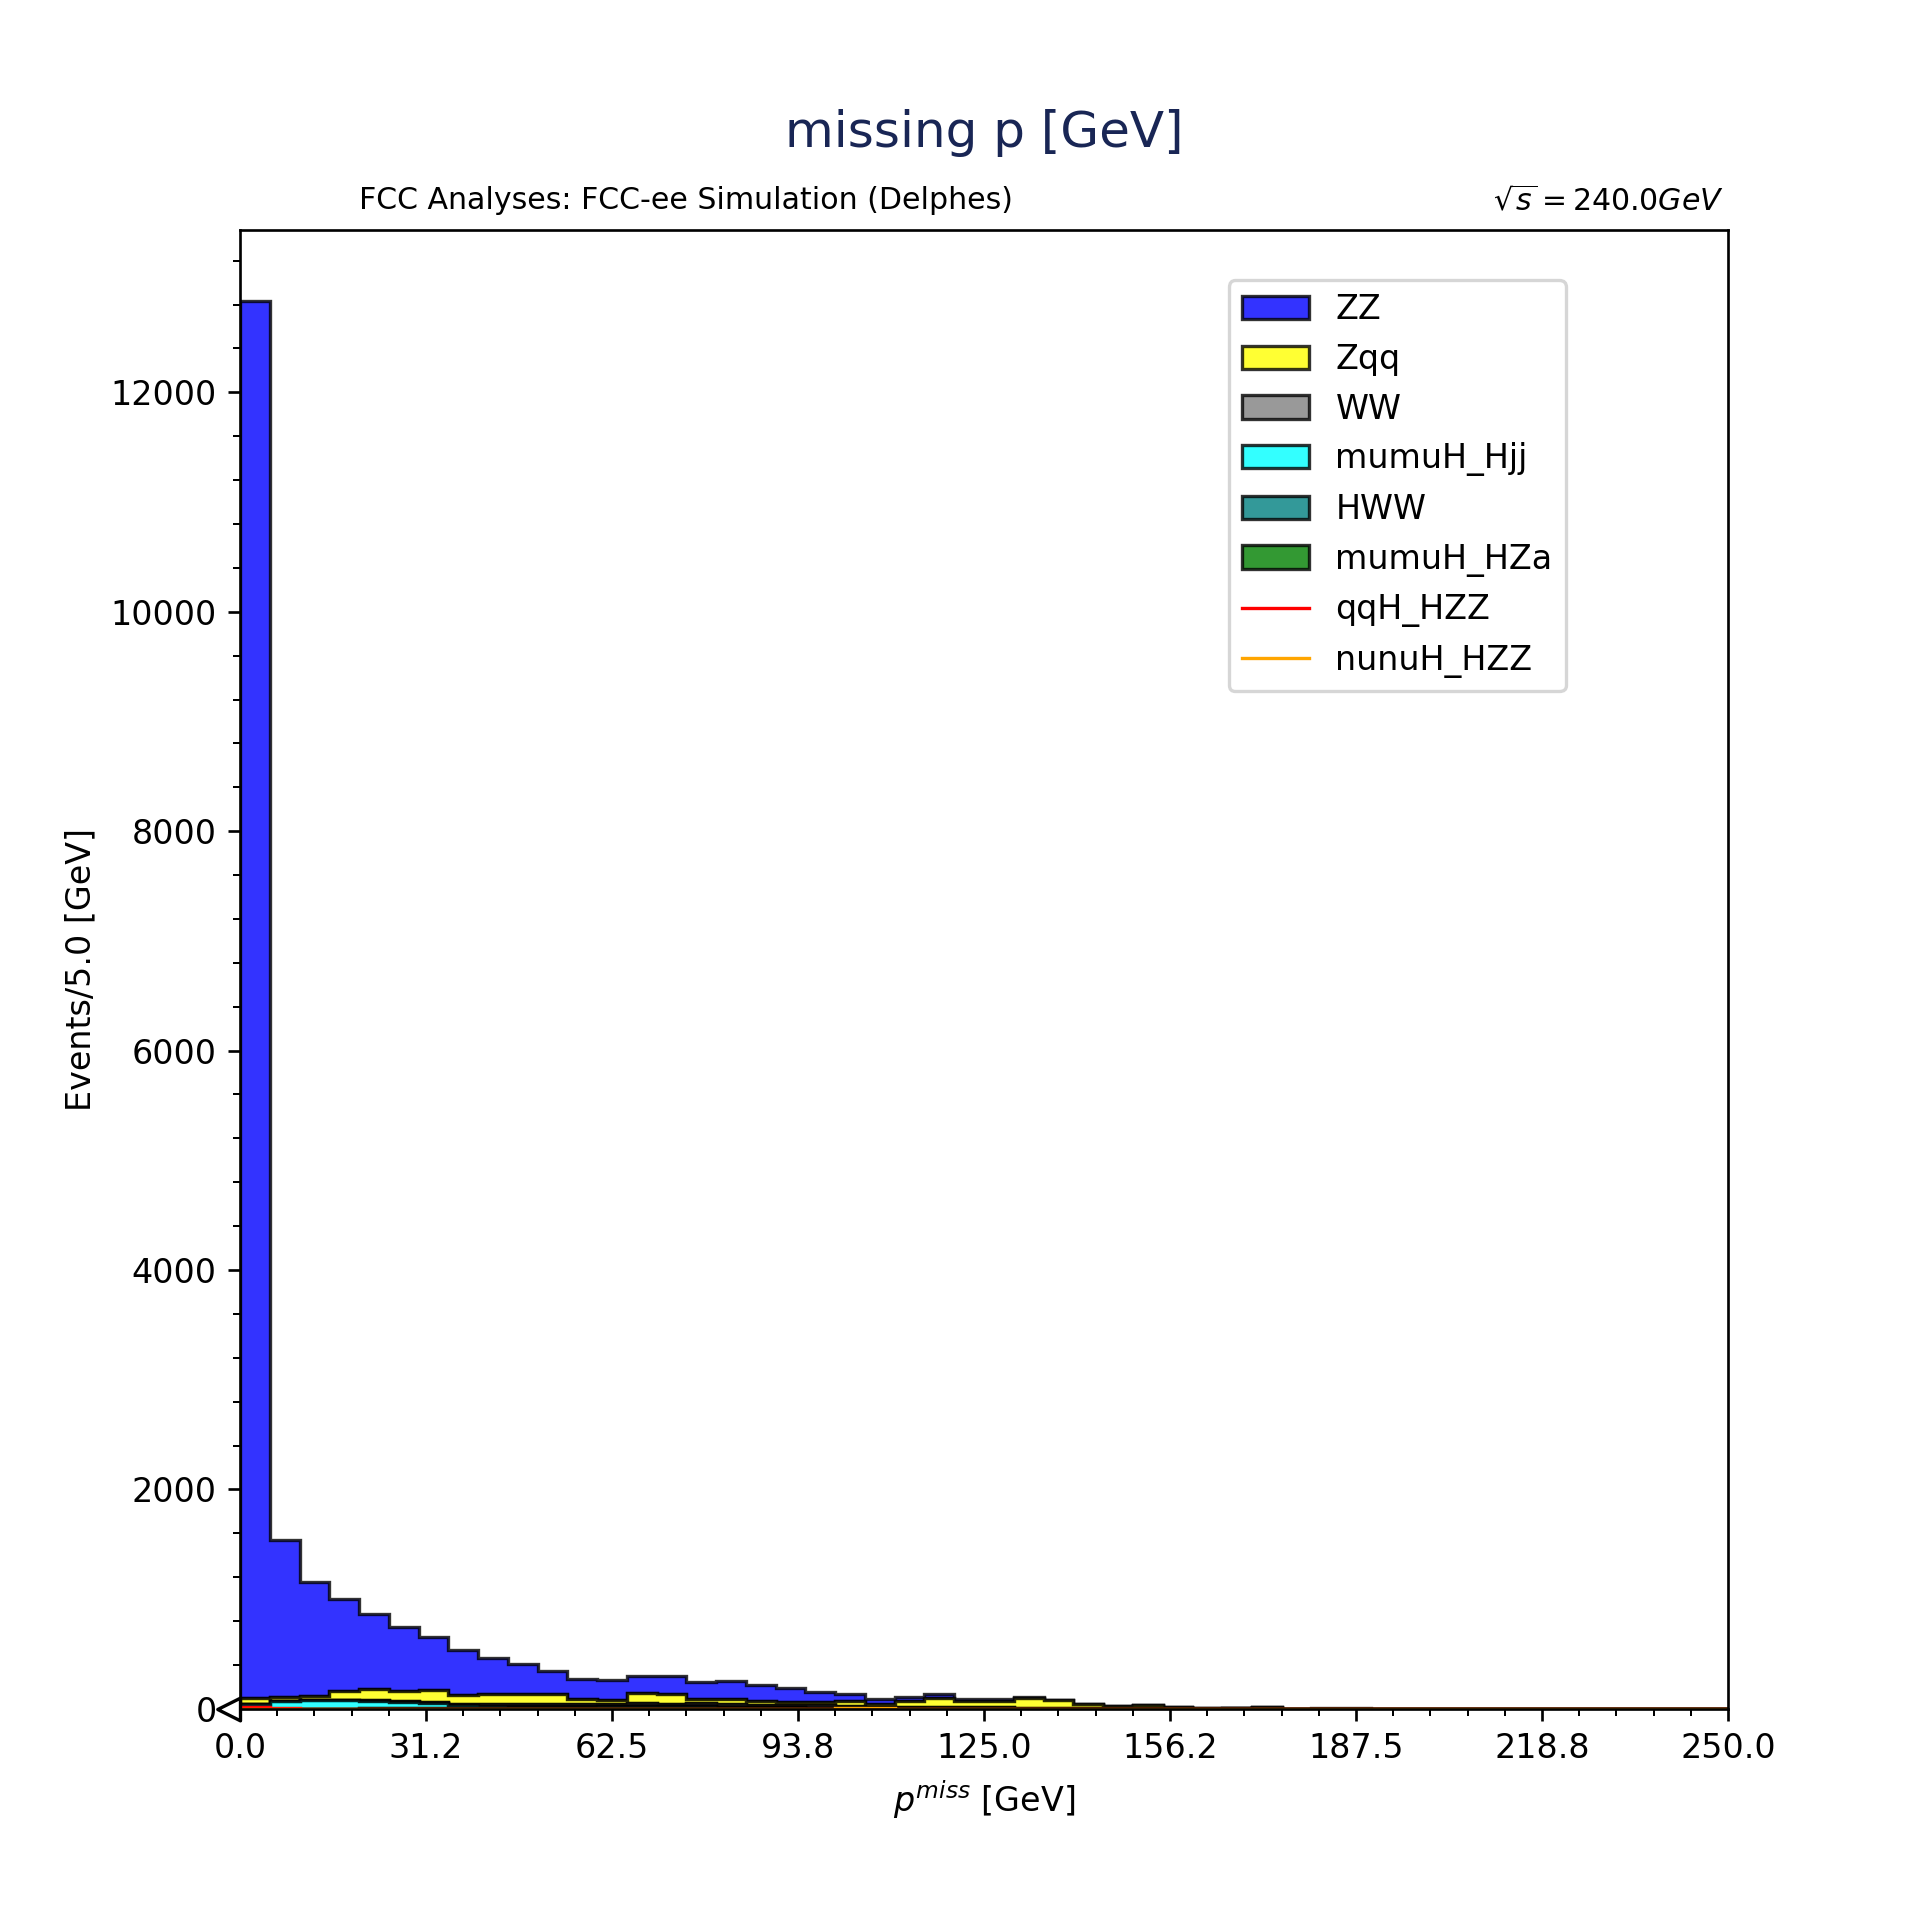 missing p [GeV]
FCC Analyses: FCC-ee Simulation (Delphes)
√s = 240.0GeV
ZZ
Zqq
WW
mumuH_Hjj
HWW
mumuH_HZa
qqH_HZZ
nunuH_HZZ
12000
10000
8000
6000
4000
2000
0
Events/5.0 [GeV]
0.0 31.2 62.5 93.8 125.0 156.2 187.5 218.8 250.0
p^miss [GeV]